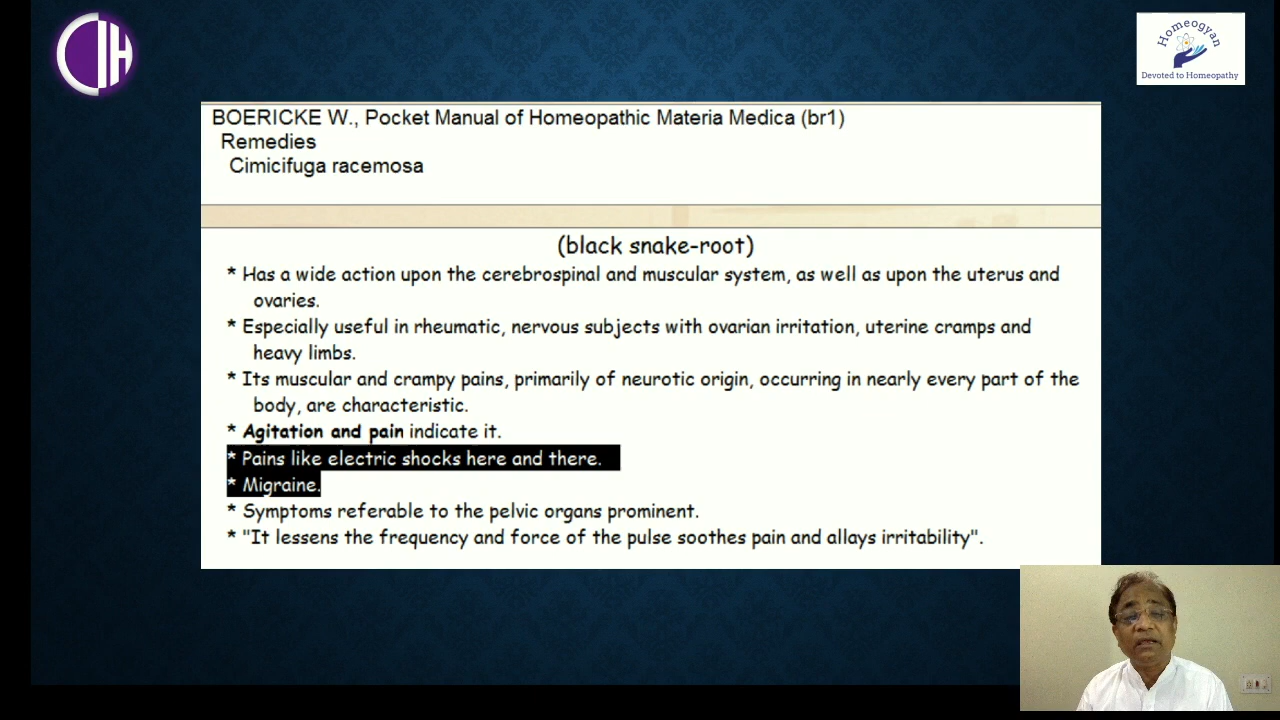 CIH
Homeogyan
Devoted to Homeopathy
BOERICKE W., Pocket Manual of Homeopathic Materia Medica (br1)
Remedies
Cimicifuga racemosa
(black snake-root)
* Has a wide action upon the cerebrospinal and muscular system, as well as upon the uterus and
ovaries.
* Especially useful in rheumatic, nervous subjects with ovarian irritation, uterine cramps and
heavy limbs.
* Its muscular and crampy pains, primarily of neurotic origin, occurring in nearly every part of the
body, are characteristic.
* Agitation and pain indicate it.
* Pains like electric shocks here and there.
* Migraine.
* Symptoms referable to the pelvic organs prominent.
* "It lessens the frequency and force of the pulse soothes pain and allays irritability".